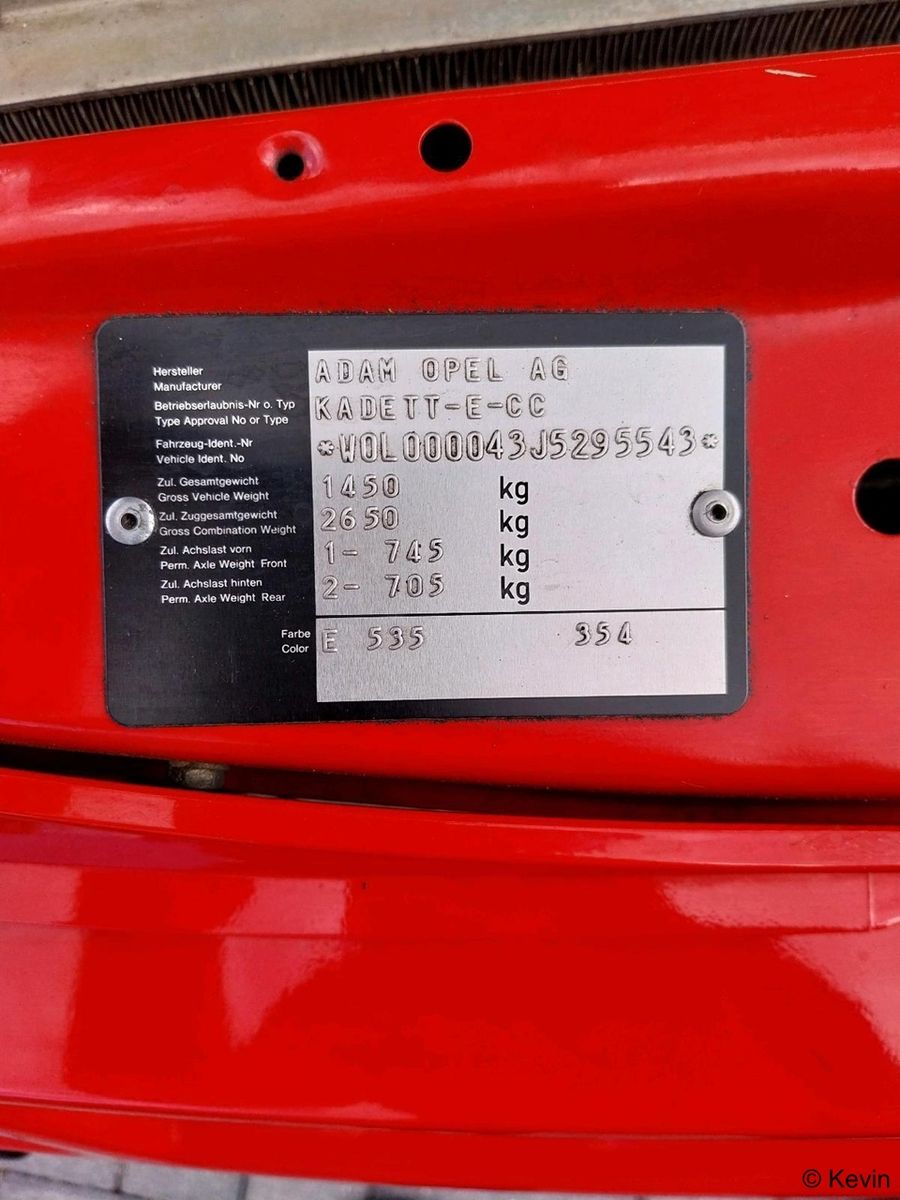 Hersteller
Manufacturer
ADAM OPEL AG
Betriebserlaubnis-Nr o. Typ
Type Approval No or Type
KADETT-E-CC
Fahrzeug-Ident.-Nr
Vehicle Ident. No
*W0L000043J5295543*
Zul. Gesamtgewicht
Gross Vehicle Weight
1450 kg
Zul. Zuggesamtgewicht
Gross Combination Weight
2650 kg
Zul. Achslast vorn
Perm. Axle Weight Front
1- 745 kg
Zul. Achslast hinten
Perm. Axle Weight Rear
2- 705 kg
Farbe
Color
E 535 354
© Kevin